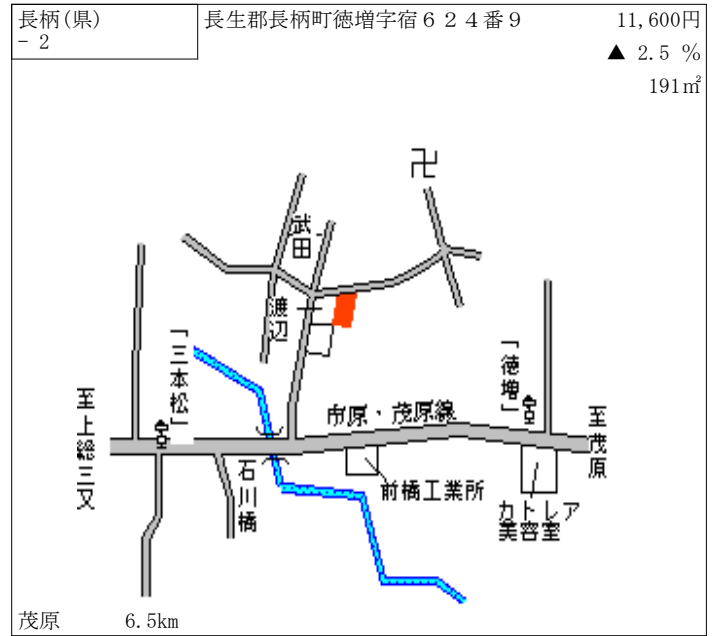 長柄(県)
－ 2
長生郡長柄町徳増字宿６２４番９
11,600円
▲ 2.5 %
191㎡
卍
武田
渡辺
「三本松」
「徳増」
至上総三又
市原・茂原線
至茂原
石川橋
前橋工業所
カトレア
美容室
茂原
6.5km